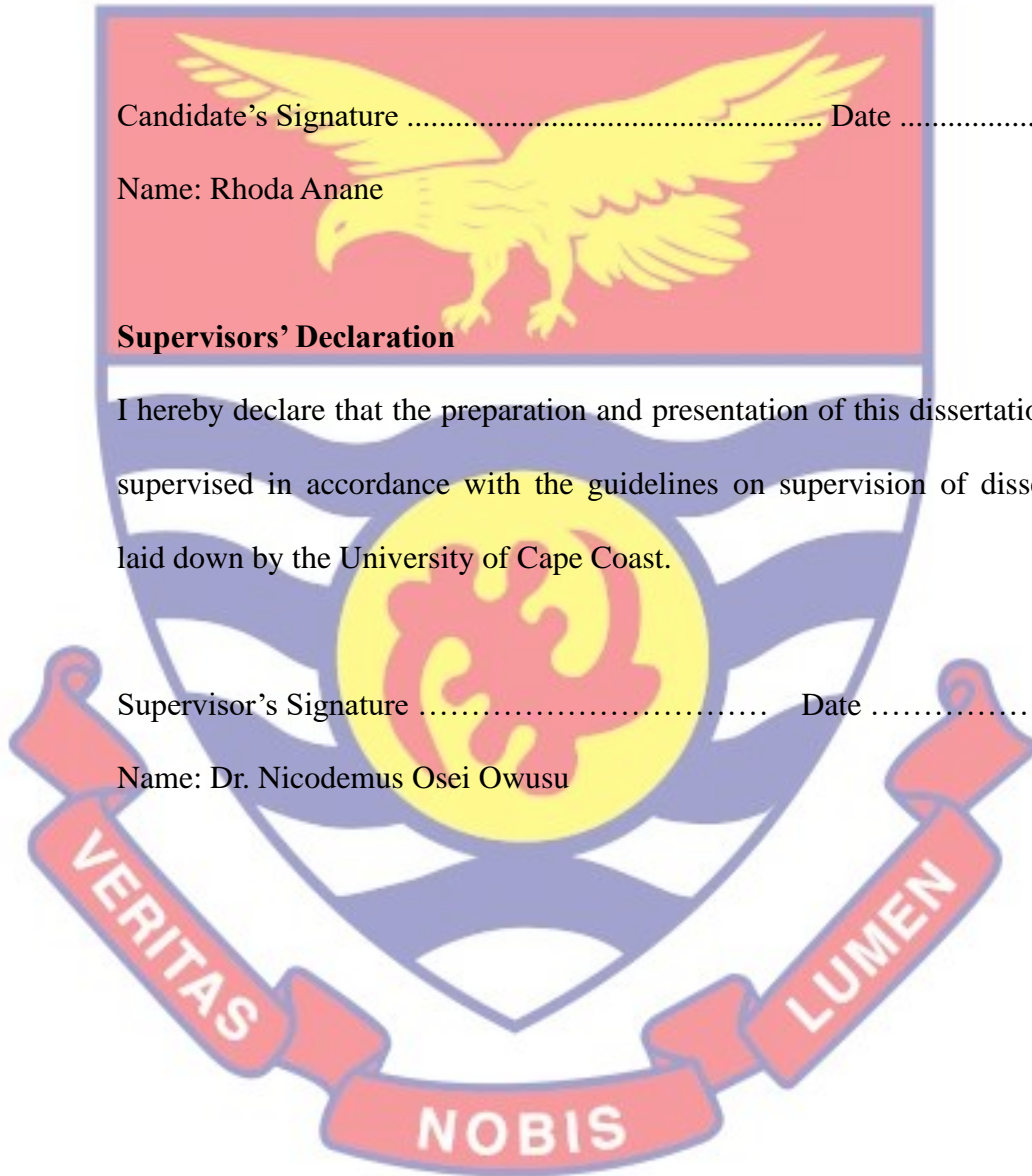 Candidate's Signature .................................................... Date .................
Name: Rhoda Anane
Supervisors' Declaration
I hereby declare that the preparation and presentation of this
supervised in accordance with the guidelines on supervision of
laid down by the University of Cape Coast.
Supervisor's Signature …………………………… Date ……………
Name: Dr. Nicodemus Osei Owusu
VERITAS
NOBIS
LUMEN